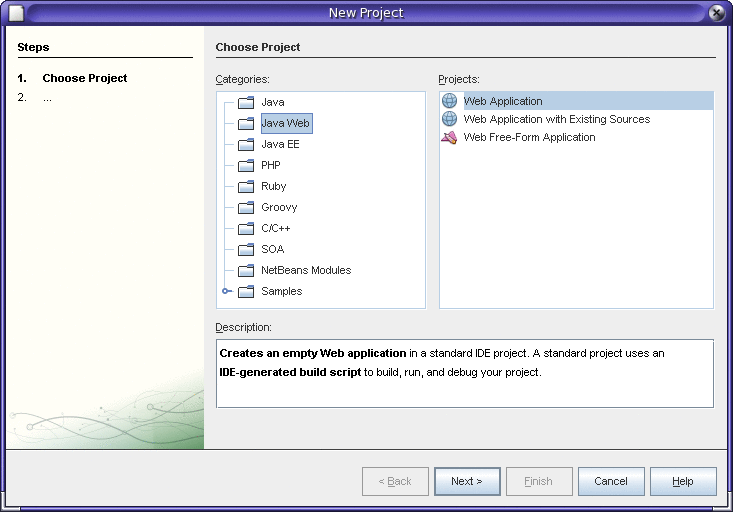 New Project
Steps
1. Choose Project
2. ...
Choose Project
Categories:
Java
Java Web
Java EE
PHP
Ruby
Groovy
C/C++
SOA
NetBeans Modules
Samples
Projects:
Web Application
Web Application with Existing Sources
Web Free-Form Application
Description:
Creates an empty Web application in a standard IDE project. A standard project uses an
IDE-generated build script to build, run, and debug your project.
< Back
Next >
Finish
Cancel
Help